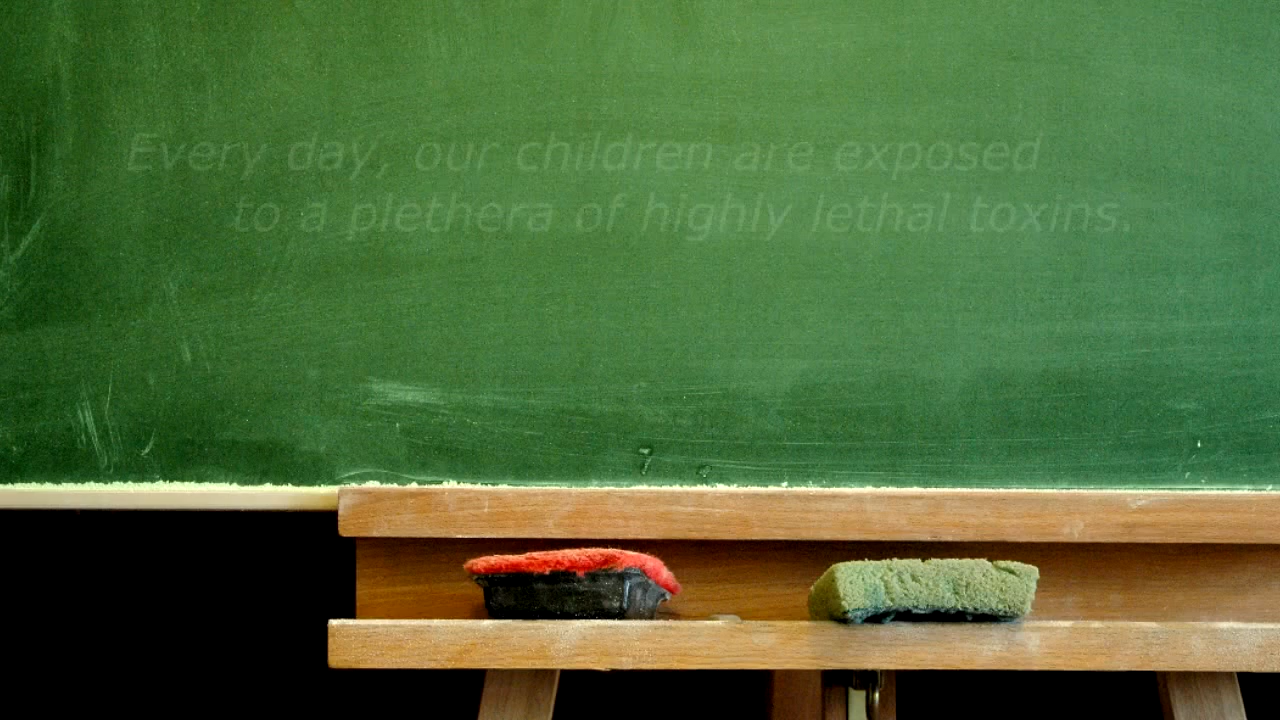 Every day, our children are exposed
to a plethera of highly lethal toxins.